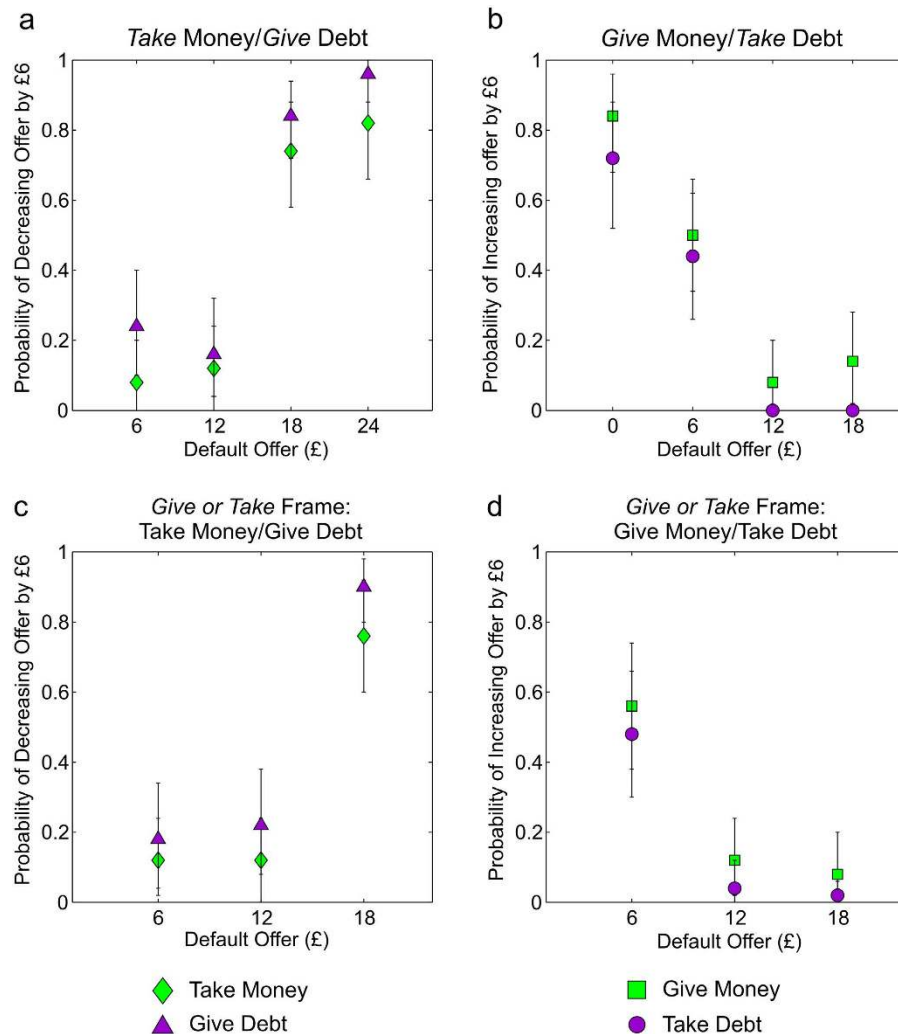 a
Take Money/Give Debt
Probability of Decreasing Offer by £6
1
0.8
0.6
0.4
0.2
0
6 12 18 24
Default Offer (£)
b
Give Money/Take Debt
Probability of Increasing offer by £6
1
0.8
0.6
0.4
0.2
0
0 6 12 18
Default Offer (£)
c
Give or Take Frame:
Take Money/Give Debt
Probability of Decreasing Offer by £6
1
0.8
0.6
0.4
0.2
0
6 12 18
Default Offer (£)
d
Give or Take Frame:
Give Money/Take Debt
Probability of Increasing Offer by £6
1
0.8
0.6
0.4
0.2
0
6 12 18
Default Offer (£)
Take Money
Give Debt
Give Money
Take Debt